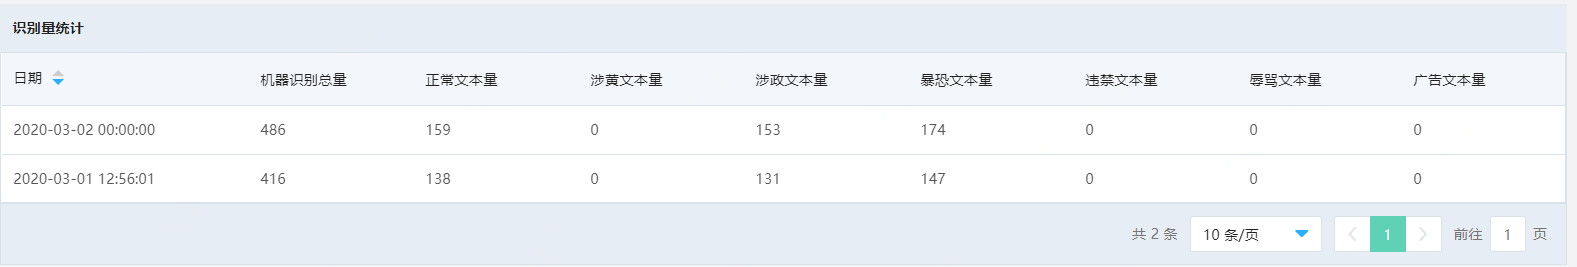 识别量统计
日期 机器识别总量 正常文本量 涉黄文本量 涉政文本量 暴恐文本量 违禁文本量 辱骂文本量 广告文本量
2020-03-02 00:00:00 486 159 0 153 174 0 0 0
2020-03-01 12:56:01 416 138 0 131 147 0 0 0
共 2 条 10 条/页 1 前往 1 页